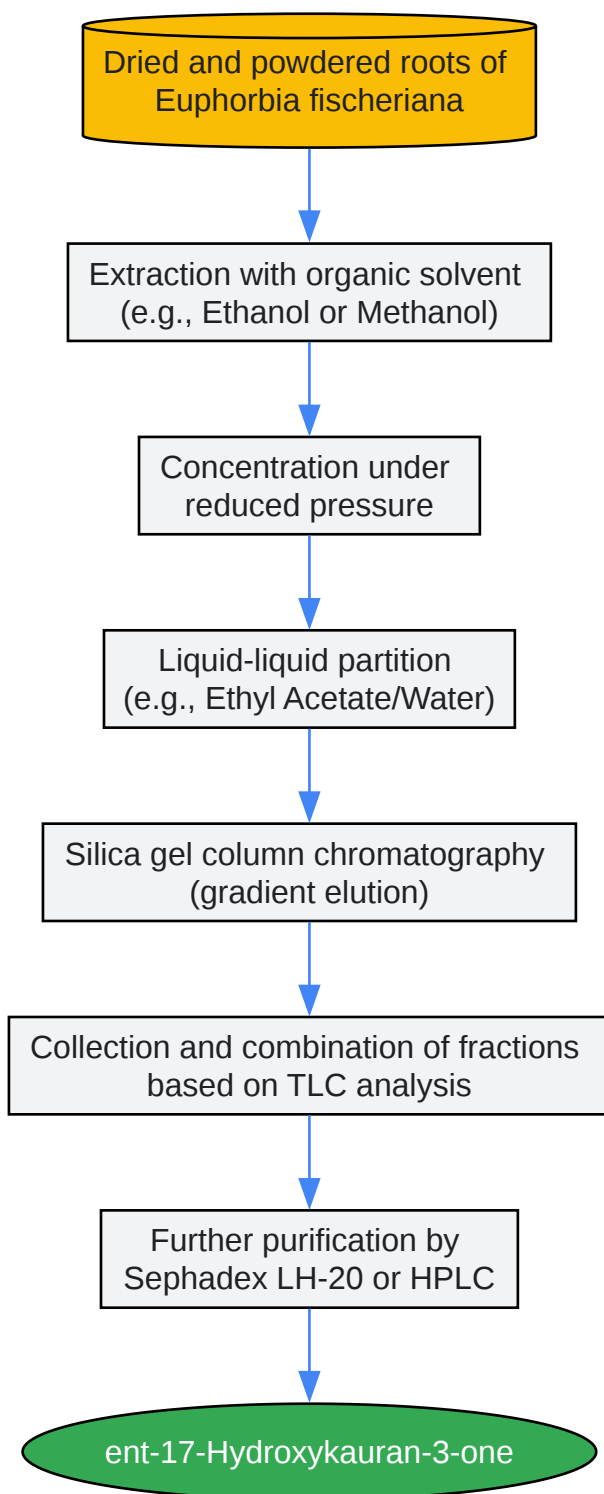 Dried and powdered roots of
Euphorbia fischeriana
Extraction with organic solvent
(e.g., Ethanol or Methanol)
Concentration under
reduced pressure
Liquid-liquid partition
(e.g., Ethyl Acetate/Water)
Silica gel column chromatography
(gradient elution)
Collection and combination of fractions
based on TLC analysis
Further purification by
Sephadex LH-20 or HPLC
ent-17-Hydroxykauran-3-one